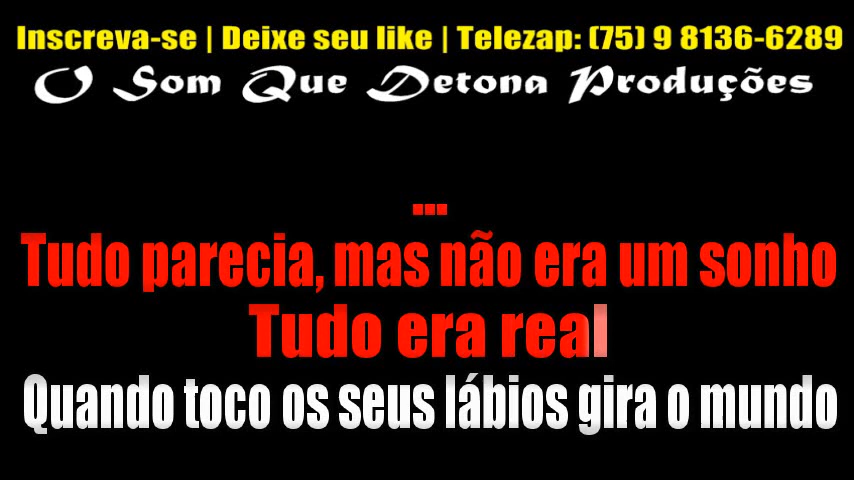 Inscreva-se | Deixe seu like | Telezap: (75) 9 8136-6289
O Som Que Detona Produções
...
Tudo parecia, mas não era um sonho
Tudo era real
Quando toco os seus lábios gira o mundo